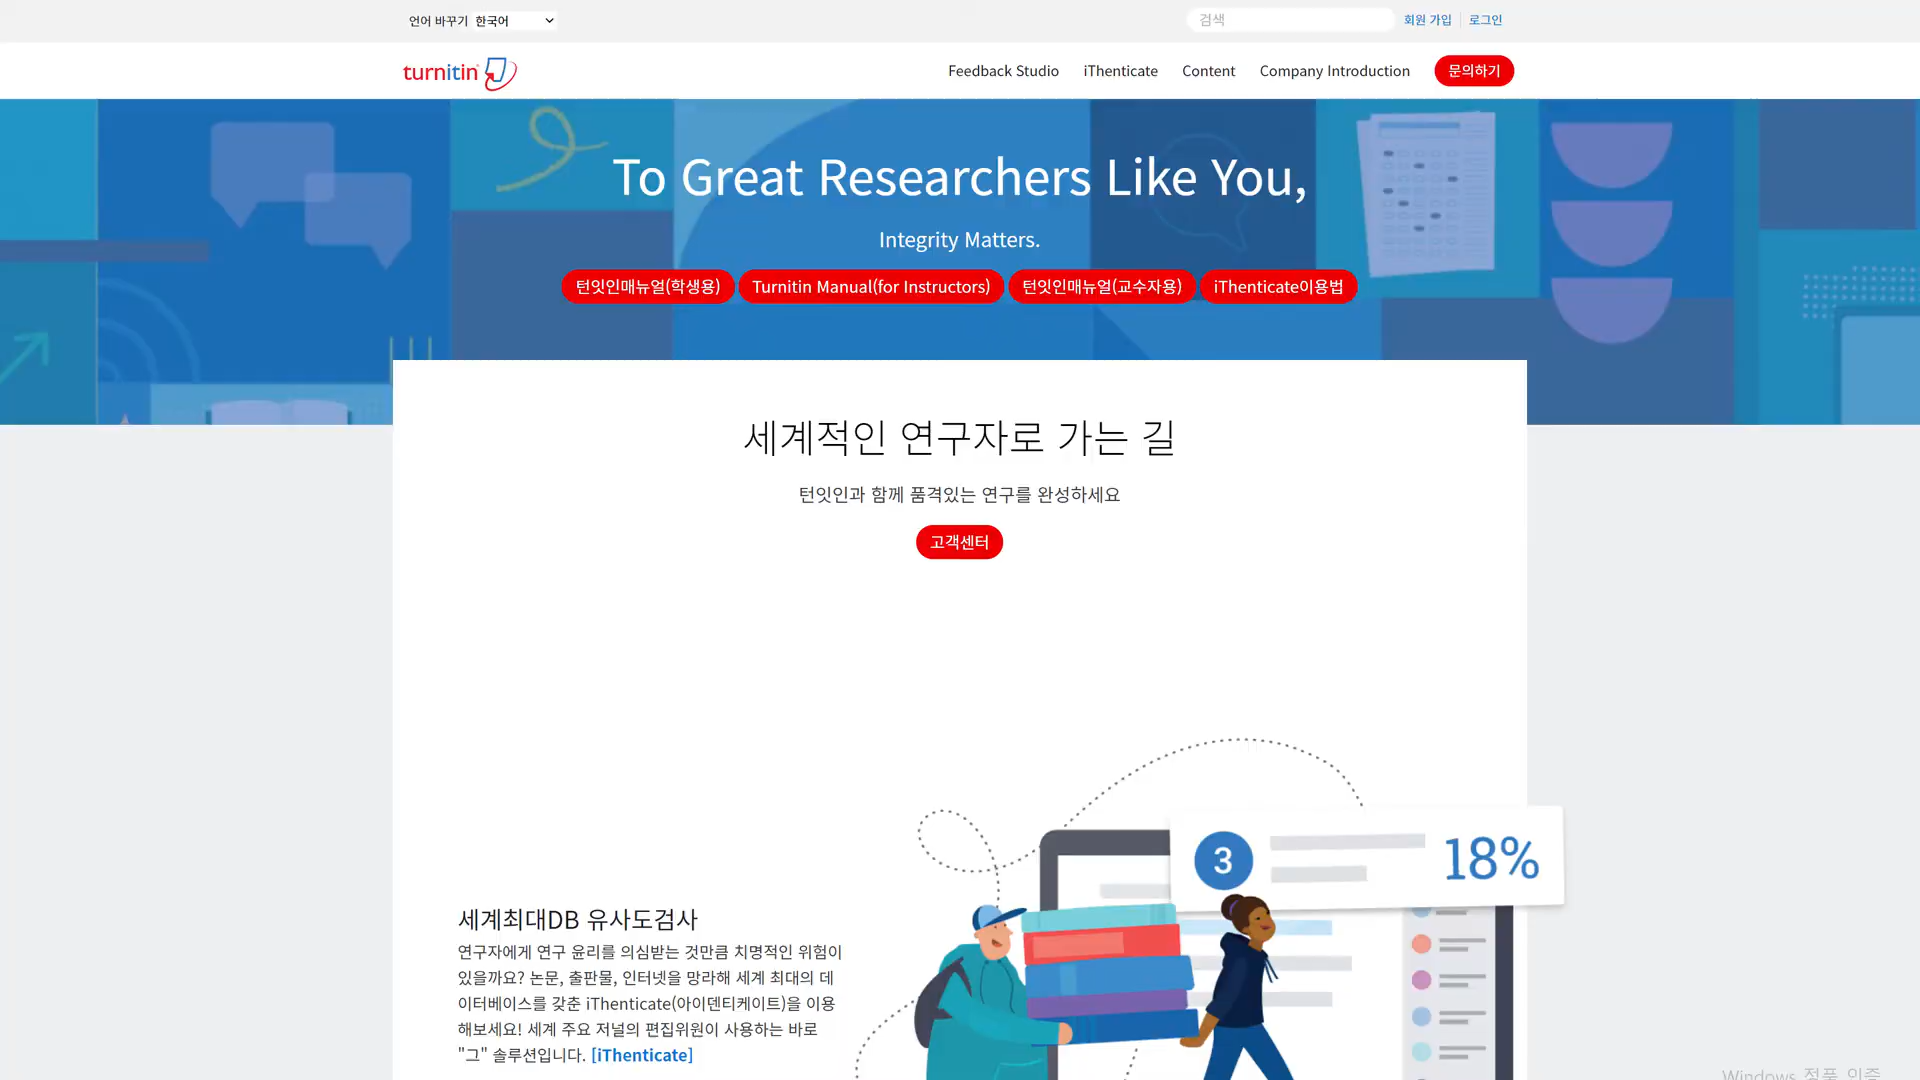 언어 바꾸기 한국어
검색
회원 가입
로그인
turnitin
Feedback Studio
iThenticate
Content
Company Introduction
문의하기
To Great Researchers Like You,
Integrity Matters.
턴잇인매뉴얼(학생용)
Turnitin Manual(for Instructors)
턴잇인매뉴얼(교수자용)
iThenticate이용법
세계적인 연구자로 가는 길
턴잇인과 함께 품격있는 연구를 완성하세요
고객센터
3
18%
세계최대DB 유사도검사
연구자에게 연구 윤리를 의심받는 것만큼 치명적인 위험이
있을까요? 논문, 출판물, 인터넷을 망라해 세계 최대의 데
이터베이스를 갖춘 iThenticate(아이덴티케이트)을 이용
해보세요! 세계 주요 저널의 편집위원이 사용하는 바로
"그" 솔루션입니다. [iThenticate]
Windows 정품 인증